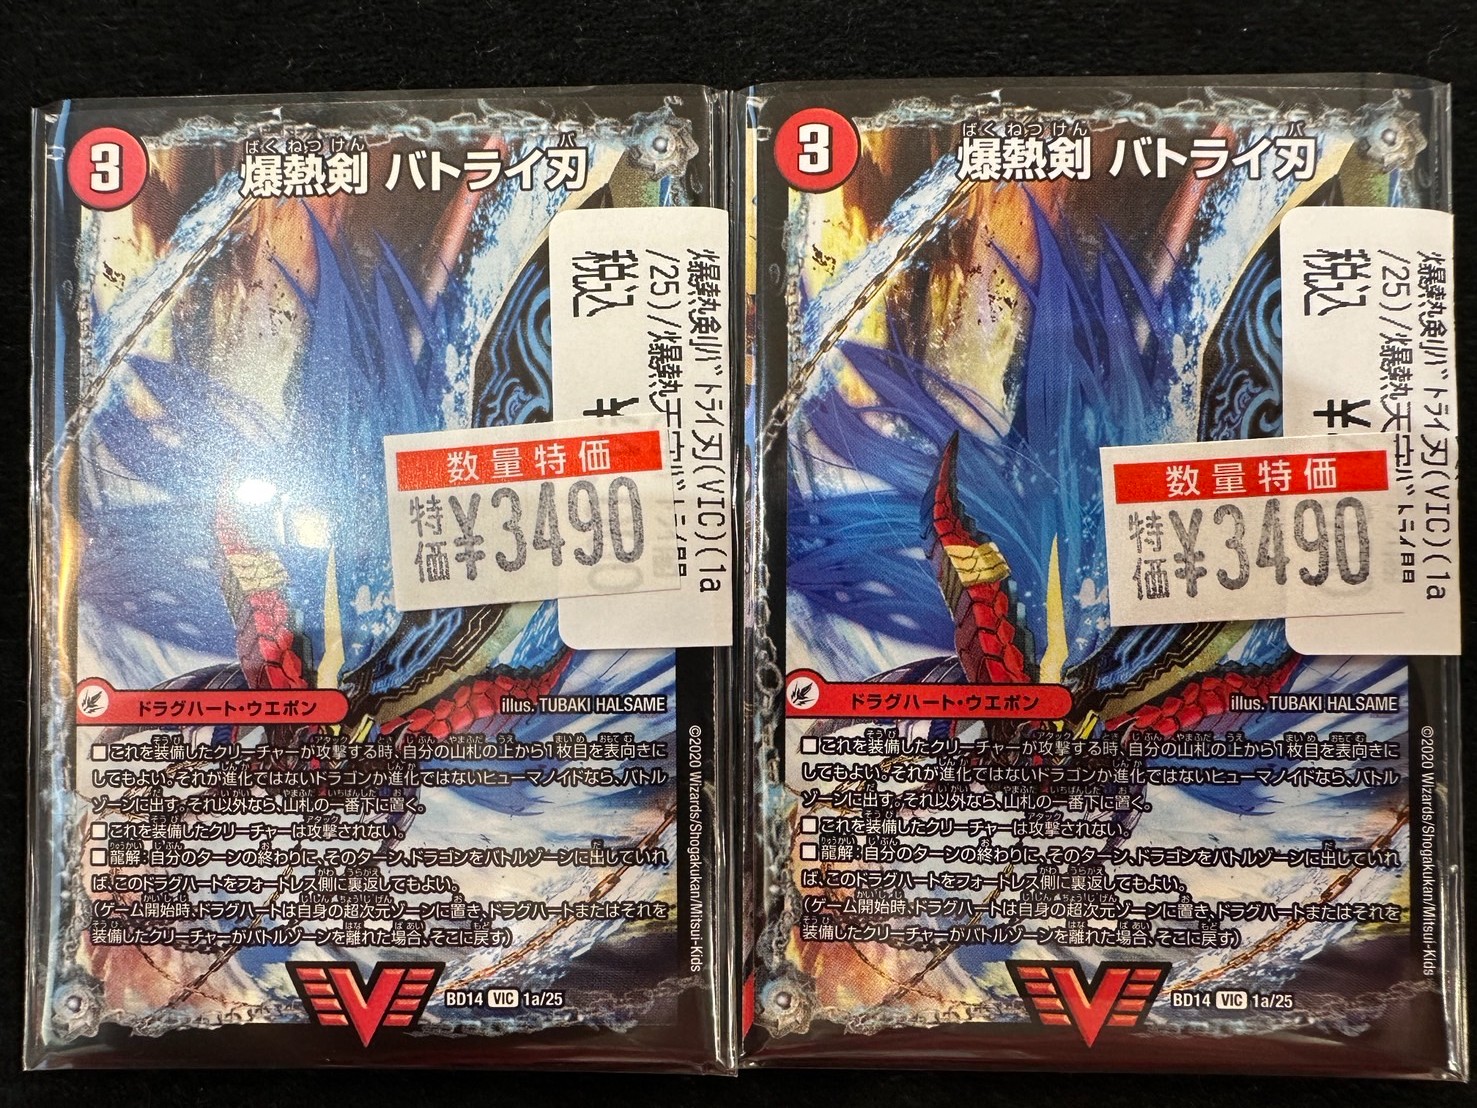 3
ばくねつけん バ
爆熱剣 バトライ刃
爆熱剣バトライ刃(VIC)(1a
/25)/爆熱天守バトライ閣
税込
¥
数量特価
特価 ¥3490
ドラグハート・ウエポン
illus. TUBAKI HALSAME
■これを装備したクリーチャーが攻撃する時、自分の山札の上から1枚目を表向きに
してもよい。それが進化ではないドラゴンか進化ではないヒューマノイドなら、バトル
ゾーンに出す。それ以外なら、山札の一番下に置く。
■これを装備したクリーチャーは攻撃されない。
■龍解:自分のターンの終わりに、そのターン、ドラゴンをバトルゾーンに出していれ
ば、このドラグハートをフォートレス側に裏返してもよい。
(ゲーム開始時、ドラグハートは自身の超次元ゾーンに置き、ドラグハートまたはそれを
装備したクリーチャーがバトルゾーンを離れた場合、そこに戻す)
BD14 VIC 1a/25
©2020 Wizards/Shogakukan/Mitsui-Kids
3
ばくねつけん バ
爆熱剣 バトライ刃
爆熱剣バトライ刃(VIC)(1a
/25)/爆熱天守バトライ閣
税込
¥
数量特価
特価 ¥3490
ドラグハート・ウエポン
illus. TUBAKI HALSAME
■これを装備したクリーチャーが攻撃する時、自分の山札の上から1枚目を表向きに
してもよい。それが進化ではないドラゴンか進化ではないヒューマノイドなら、バトル
ゾーンに出す。それ以外なら、山札の一番下に置く。
■これを装備したクリーチャーは攻撃されない。
■龍解:自分のターンの終わりに、そのターン、ドラゴンをバトルゾーンに出していれ
ば、このドラグハートをフォートレス側に裏返してもよい。
(ゲーム開始時、ドラグハートは自身の超次元ゾーンに置き、ドラグハートまたはそれを
装備したクリーチャーがバトルゾーンを離れた場合、そこに戻す)
BD14 VIC 1a/25
©2020 Wizards/Shogakukan/Mitsui-Kids